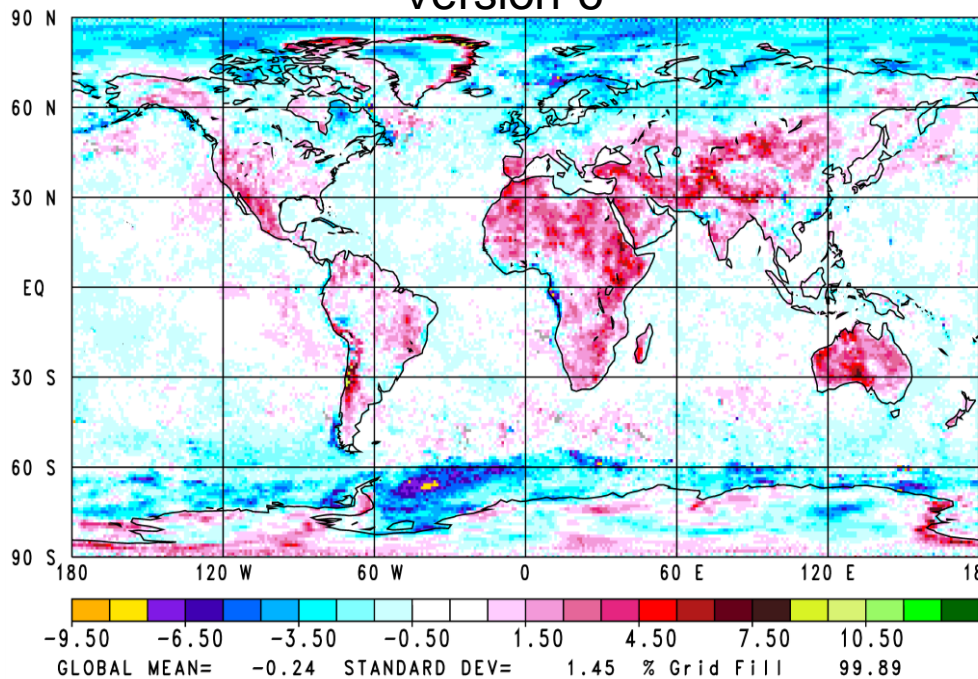 version 6
90 N
60 N
30 N
EQ
30 S
60 S
90 S
180 120 W 60 W 0 60 E 120 E 18
-9.50 -6.50 -3.50 -0.50 1.50 4.50 7.50 10.50
GLOBAL MEAN= -0.24 STANDARD DEV= 1.45 % Grid Fill 99.89